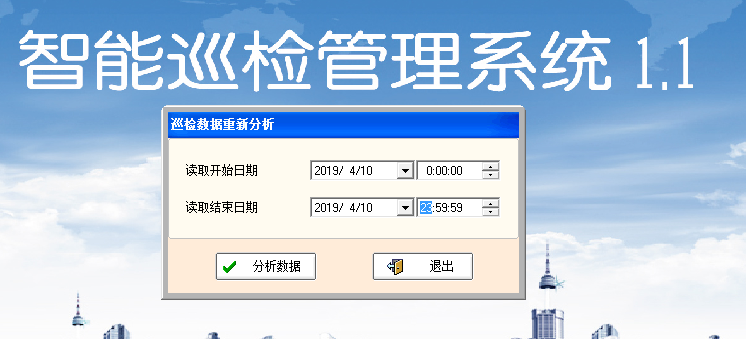 智能巡检管理系统 1.1
巡检数据重新分析
读取开始日期 2019/ 4/10 0:00:00
读取结束日期 2019/ 4/10 23:59:59
分析数据 退出